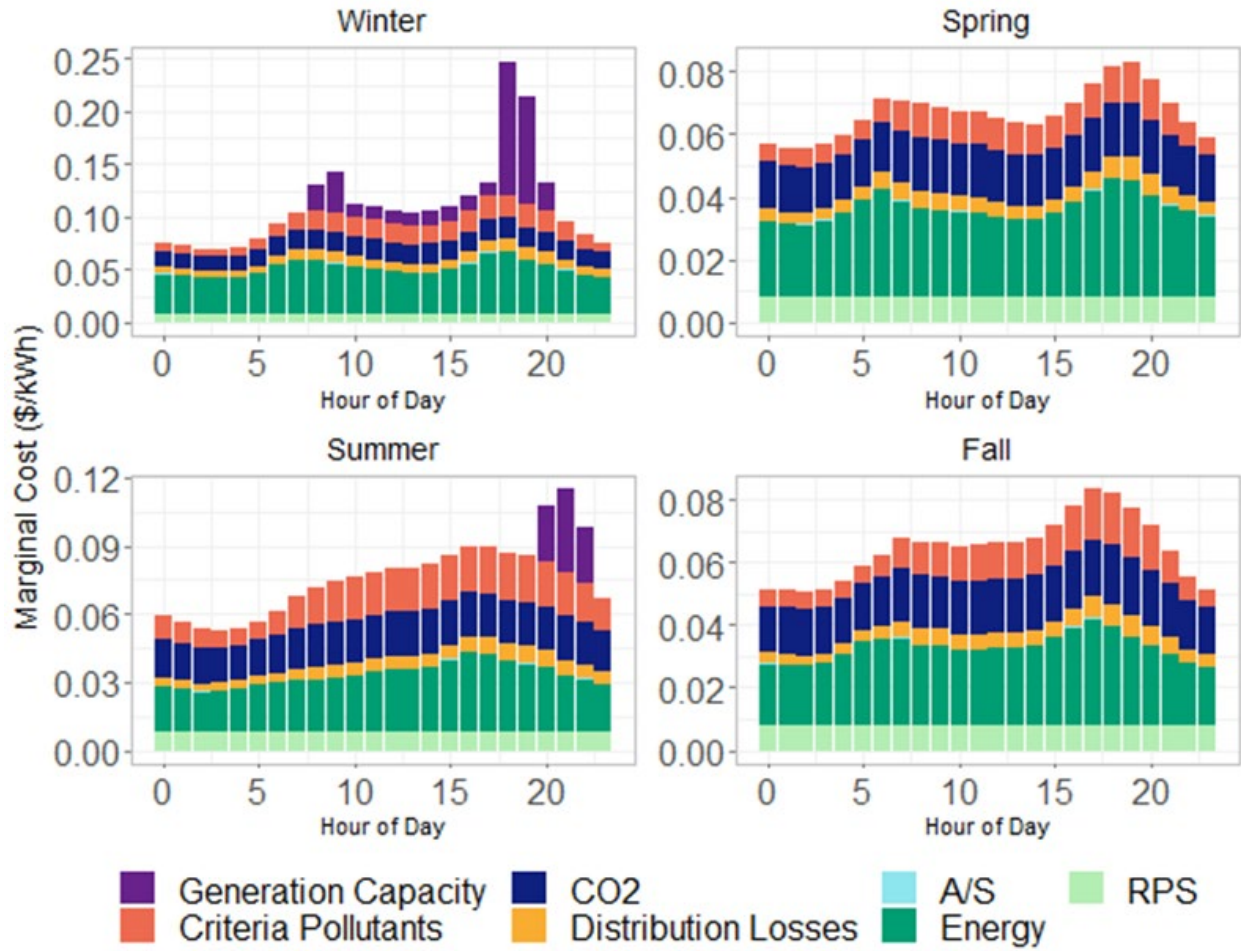 Winter
Spring
0.25
0.20
0.15
0.10
0.05
0.00
0.08
0.06
0.04
0.02
0.00
0 5 10 15 20
0 5 10 15 20
Hour of Day
Hour of Day
Marginal Cost ($/kWh)
Summer
Fall
0.12
0.09
0.06
0.03
0.00
0.08
0.06
0.04
0.02
0.00
0 5 10 15 20
0 5 10 15 20
Hour of Day
Hour of Day
Generation Capacity CO2 A/S RPS
Criteria Pollutants Distribution Losses Energy